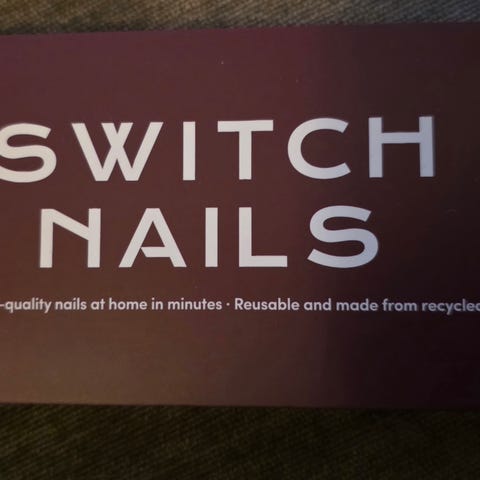 SWITCH
NAILS
-quality nails at home in minutes · Reusable and made from recycled